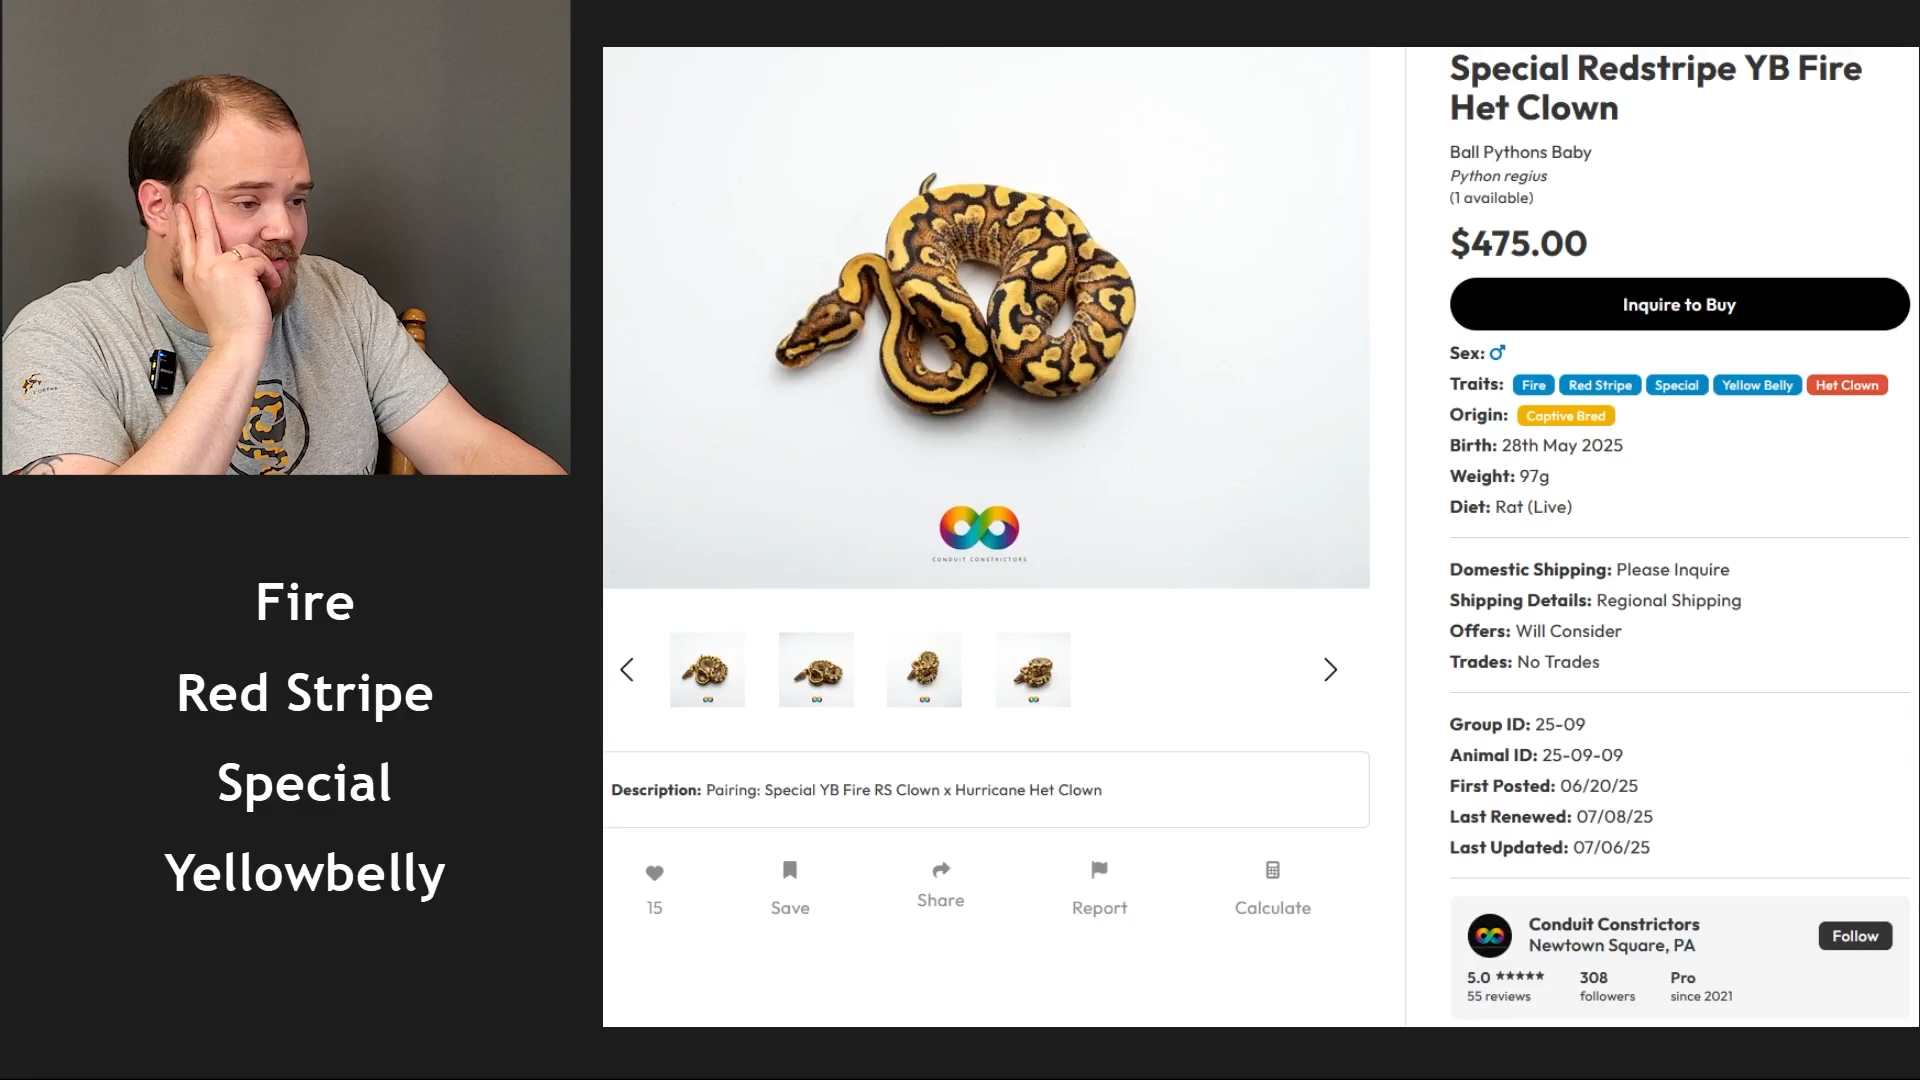 Fire
Red Stripe
Special
Yellowbelly
CONDUIT CONSTRICTORS
Description: Pairing: Special YB Fire RS Clown x Hurricane Het Clown
15
Save
Share
Report
Calculate
Special Redstripe YB Fire
Het Clown
Ball Pythons Baby
Python regius
(1 available)
$475.00
Inquire to Buy
Sex: ♂
Traits: Fire Red Stripe Special Yellow Belly Het Clown
Origin: Captive Bred
Birth: 28th May 2025
Weight: 97g
Diet: Rat (Live)
Domestic Shipping: Please Inquire
Shipping Details: Regional Shipping
Offers: Will Consider
Trades: No Trades
Group ID: 25-09
Animal ID: 25-09-09
First Posted: 06/20/25
Last Renewed: 07/08/25
Last Updated: 07/06/25
Conduit Constrictors
Newtown Square, PA
Follow
5.0 ★★★★★ 308 Pro
55 reviews followers since 2021